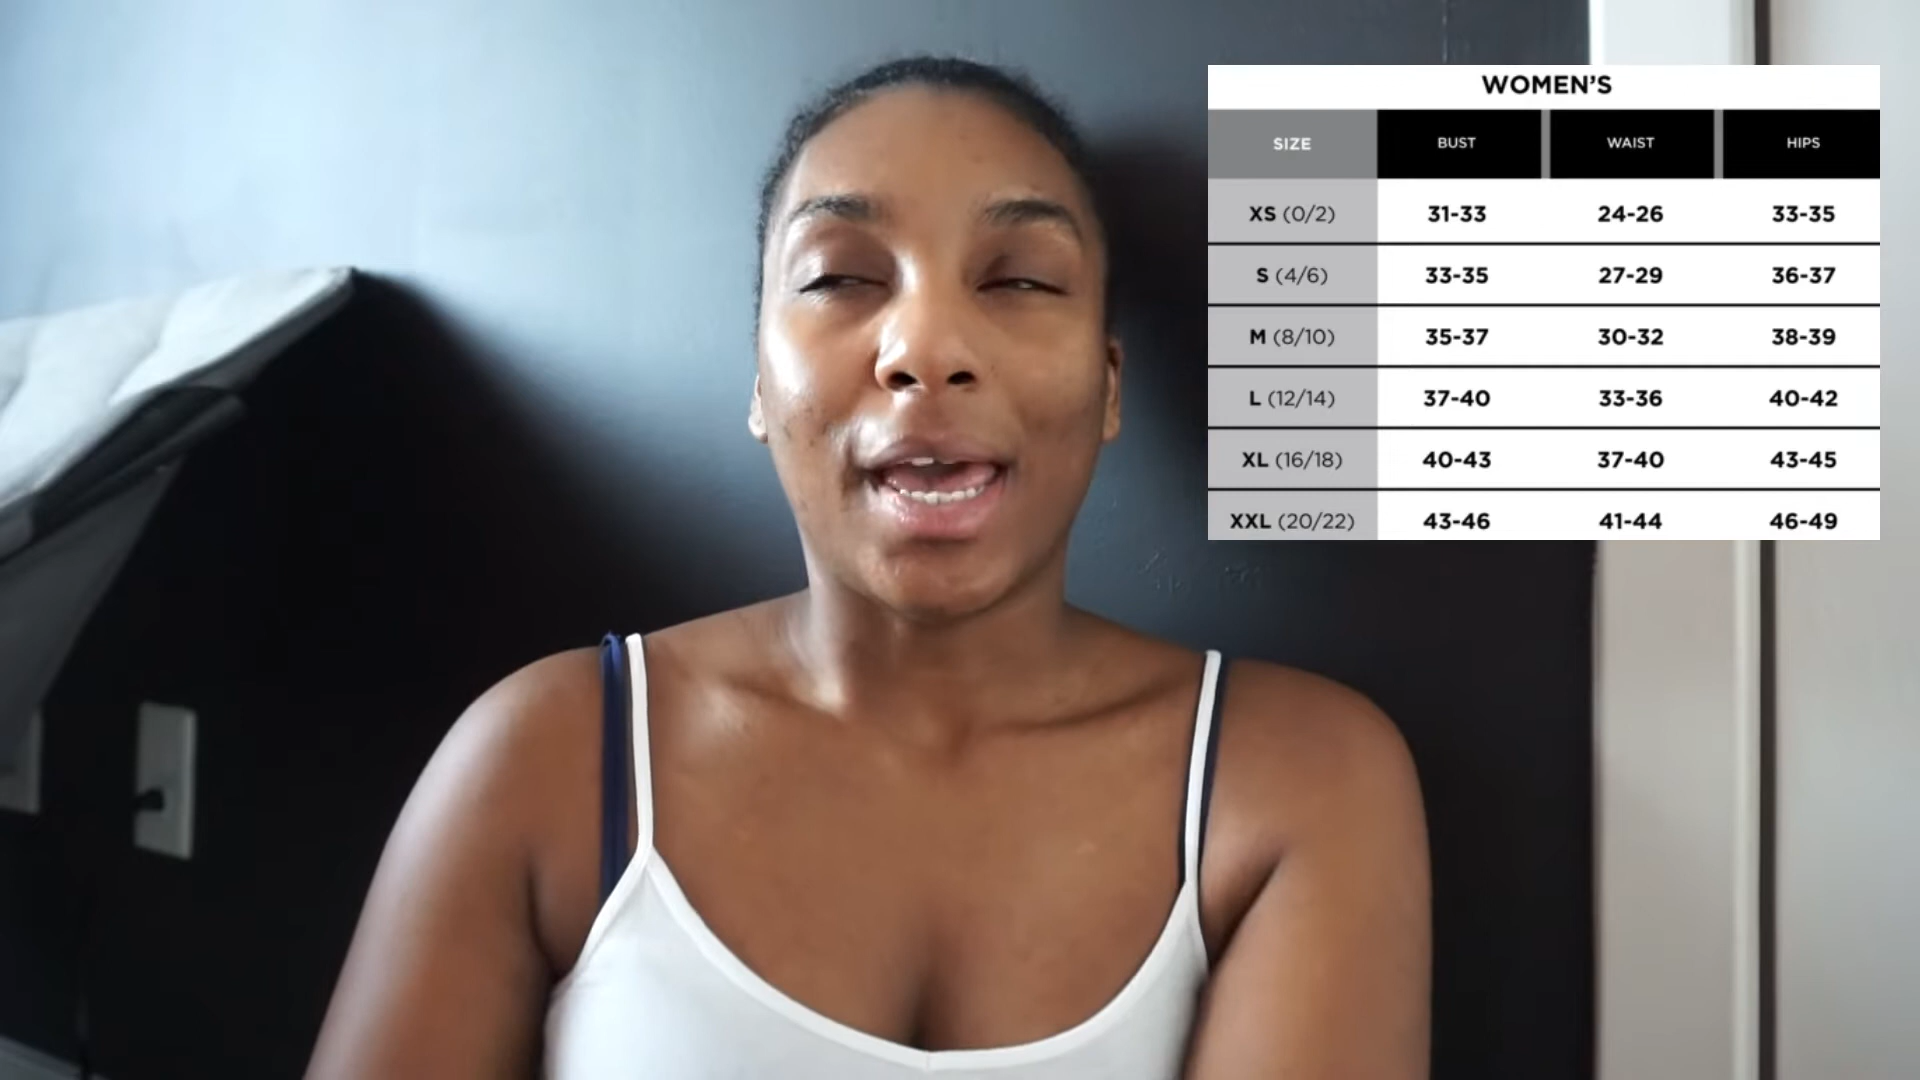 WOMEN'S
SIZE BUST WAIST HIPS
XS (0/2) 31-33 24-26 33-35
S (4/6) 33-35 27-29 36-37
M (8/10) 35-37 30-32 38-39
L (12/14) 37-40 33-36 40-42
XL (16/18) 40-43 37-40 43-45
XXL (20/22) 43-46 41-44 46-49